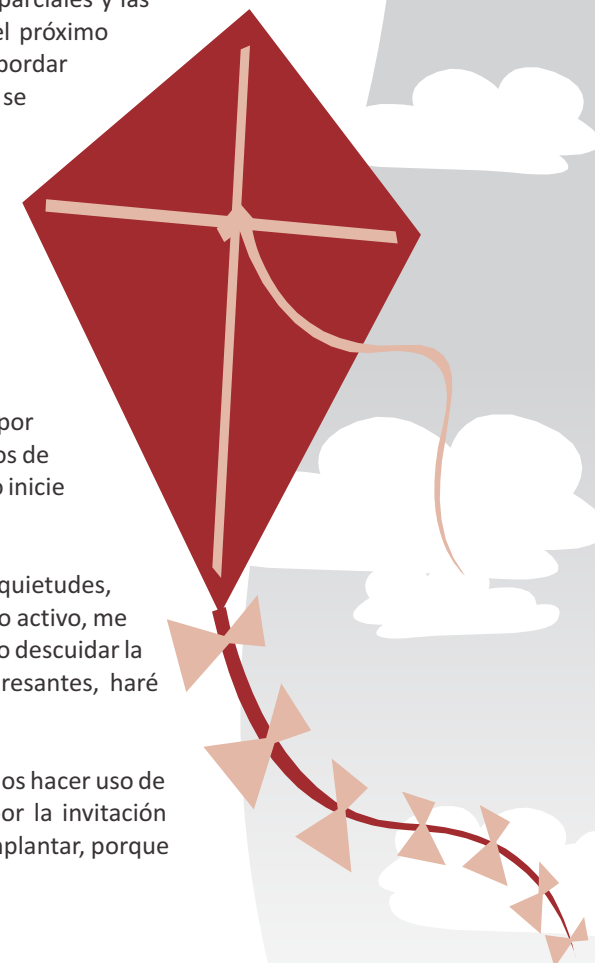 parciales y las
el próximo
bordar
se
por
os de
o inicie
quietudes,
o activo, me
o descuidar la
resantes, haré
os hacer uso de
or la invitación
nplantar, porque